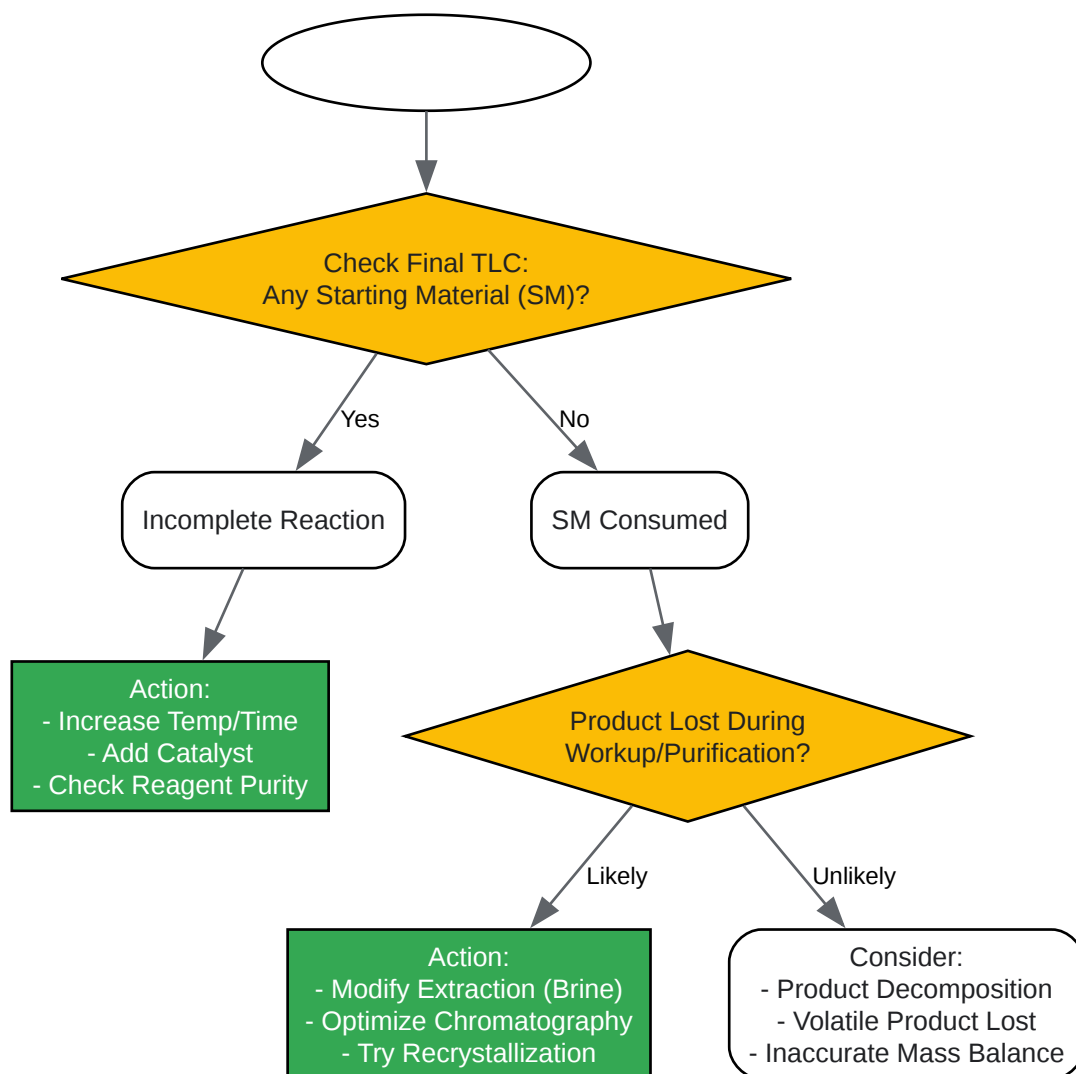 Check Final TLC:
Any Starting Material (SM)?
Yes
No
Incomplete Reaction
SM Consumed
Action:
- Increase Temp/Time
- Add Catalyst
- Check Reagent Purity
Product Lost During
Workup/Purification?
Likely
Unlikely
Action:
- Modify Extraction (Brine)
- Optimize Chromatography
- Try Recrystallization
Consider:
- Product Decomposition
- Volatile Product Lost
- Inaccurate Mass Balance